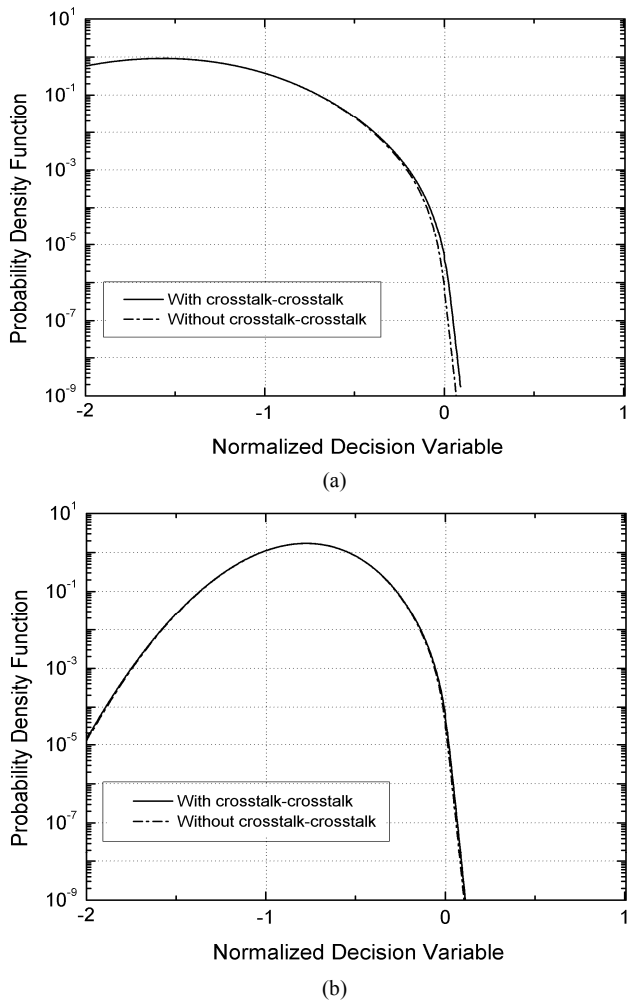 10^1
10^-1
10^-3
10^-5
10^-7
10^-9
Probability Density Function
With crosstalk-crosstalk
Without crosstalk-crosstalk
-2 -1 0 1
Normalized Decision Variable
(a)
10^1
10^-1
10^-3
10^-5
10^-7
10^-9
Probability Density Function
With crosstalk-crosstalk
Without crosstalk-crosstalk
-2 -1 0 1
Normalized Decision Variable
(b)